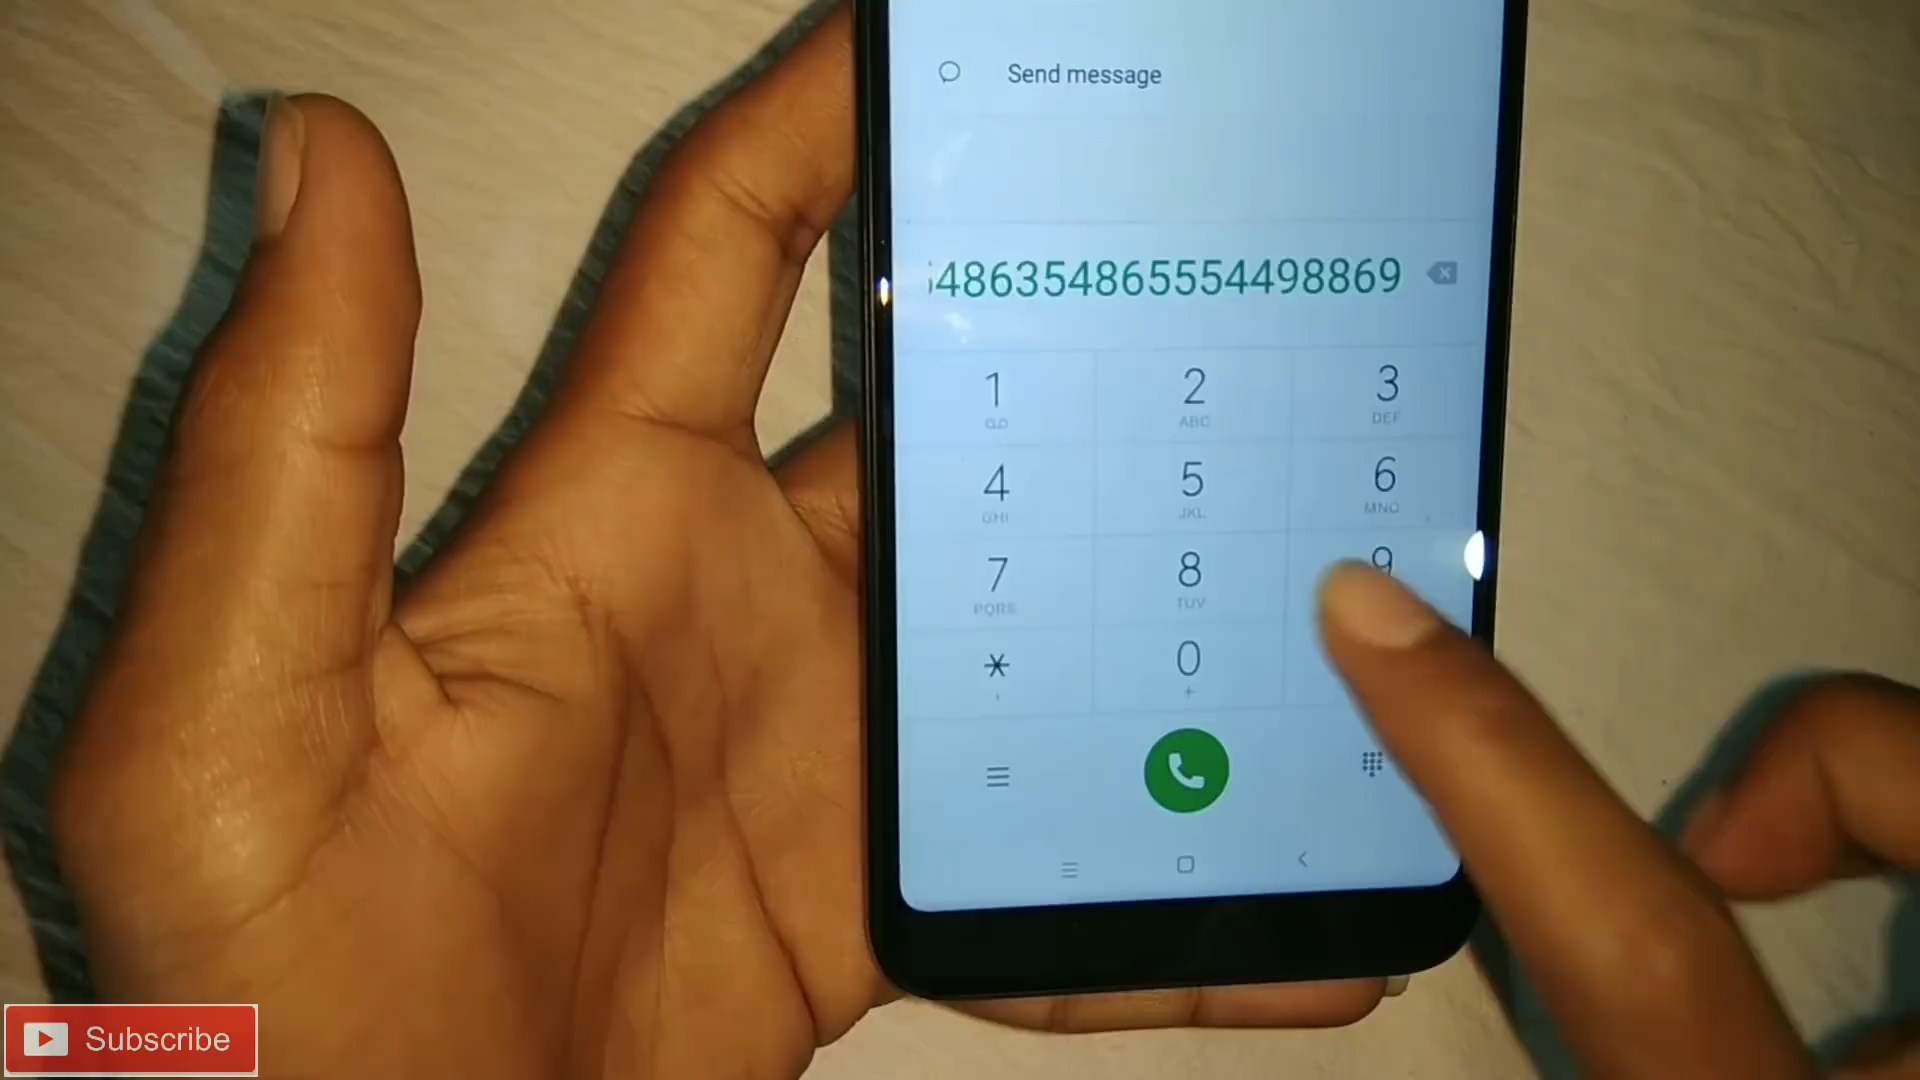 Send message
486354865554498869
1
2
ABC
3
DEF
4
GHI
5
JKL
6
MNO
7
PQRS
8
TUV
9
*
,
0
+
Subscribe